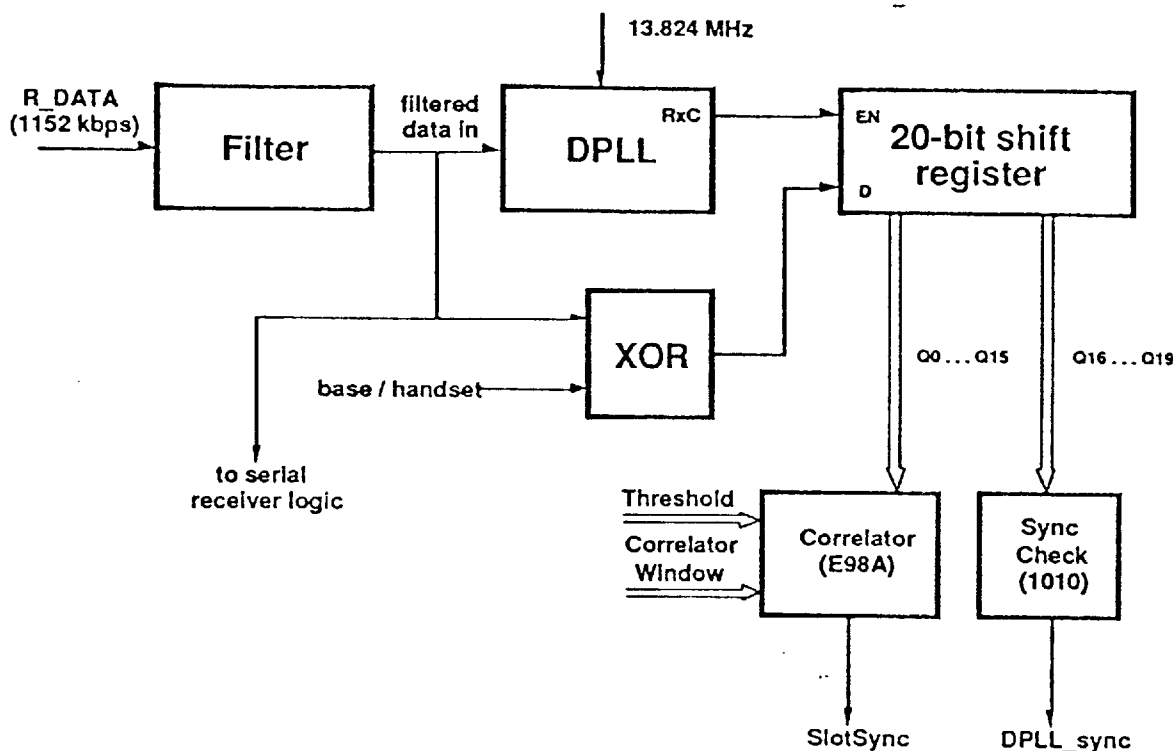 13.824 MHz
R_DATA
(1152 kbps)
Filter
filtered
data in
DPLL
RxC
EN
20-bit shift
register
D
XOR
base / handset
Q0...Q15
Q16...Q19
to serial
receiver logic
Threshold
Correlator
Window
Correlator
(E98A)
Sync
Check
(1010)
SlotSync
DPLL_sync